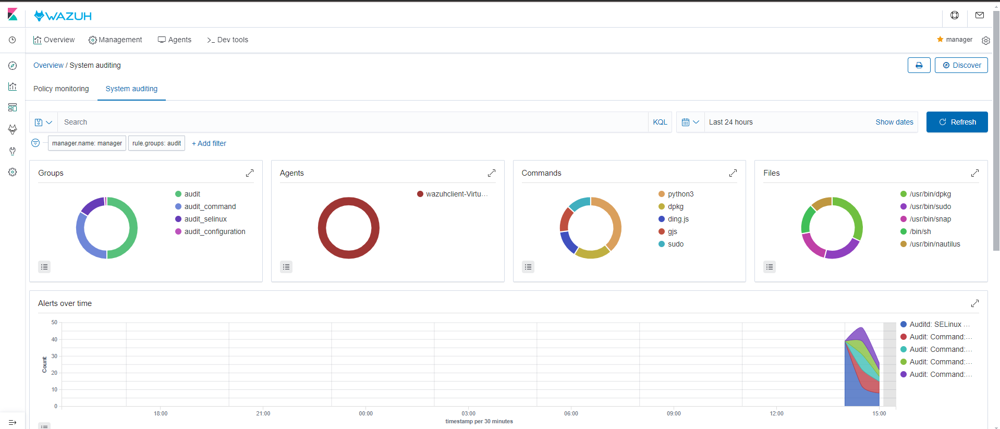 WAZUH
Overview Management Agents >_ Dev tools manager
Overview / System auditing Discover
Policy monitoring System auditing
Search KQL Last 24 hours Show dates Refresh
manager.name: manager rule.groups: audit + Add filter
Groups
audit
audit_command
audit_selinux
audit_configuration
Agents
wazuhclient-Virtu...
Commands
python3
dpkg
ding.js
gjs
sudo
Files
/usr/bin/dpkg
/usr/bin/sudo
/usr/bin/snap
/bin/sh
/usr/bin/nautilus
Alerts over time
Count
50
40
30
20
10
0
18:00 21:00 00:00 03:00 06:00 09:00 12:00 15:00
timestamp per 30 minutes
Auditd: SELinux ...
Audit: Command:...
Audit: Command:...
Audit: Command:...
Audit: Command:...